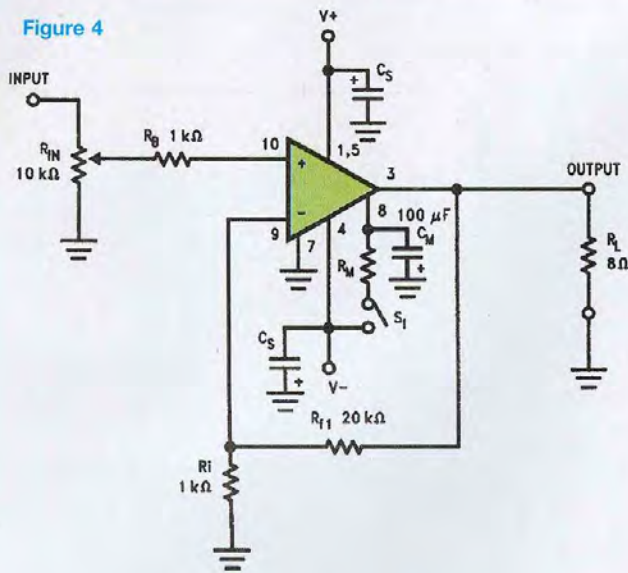 Figure 4
V+
INPUT
CS
+
RIN
10 kΩ
RB 1 kΩ
10
+
1,5
3
OUTPUT
−
9
7
4
8
100 μF
CM
+
RM
RL
8Ω
S1
CS
+
V−
Rf1 20 kΩ
Ri
1 kΩ